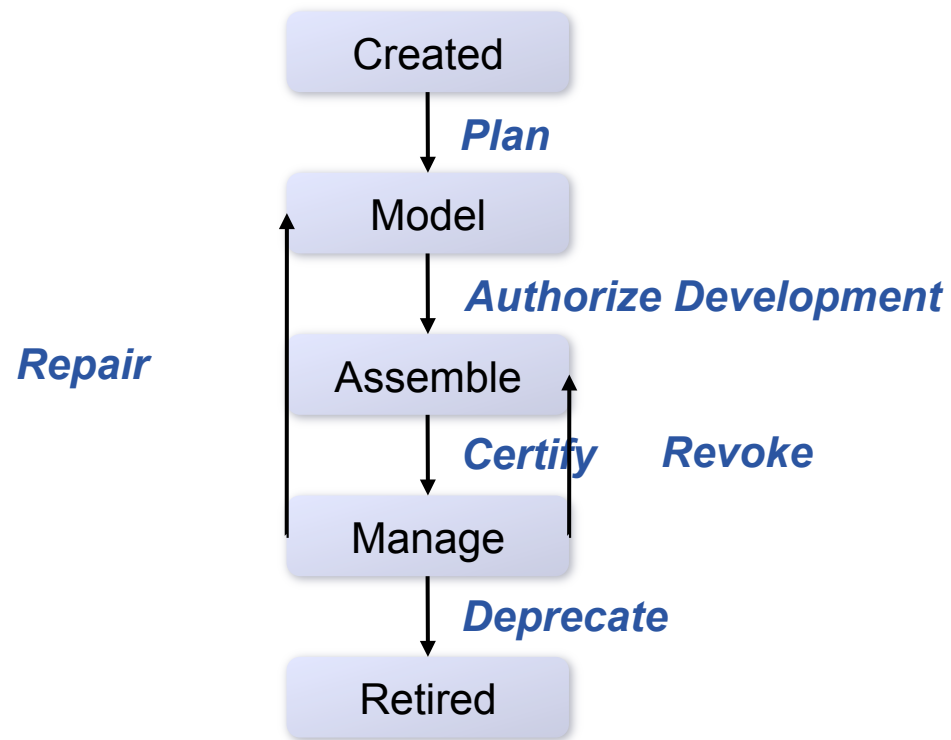 Created
Plan
Model
Authorize Development
Repair
Assemble
Certify
Revoke
Manage
Deprecate
Retired